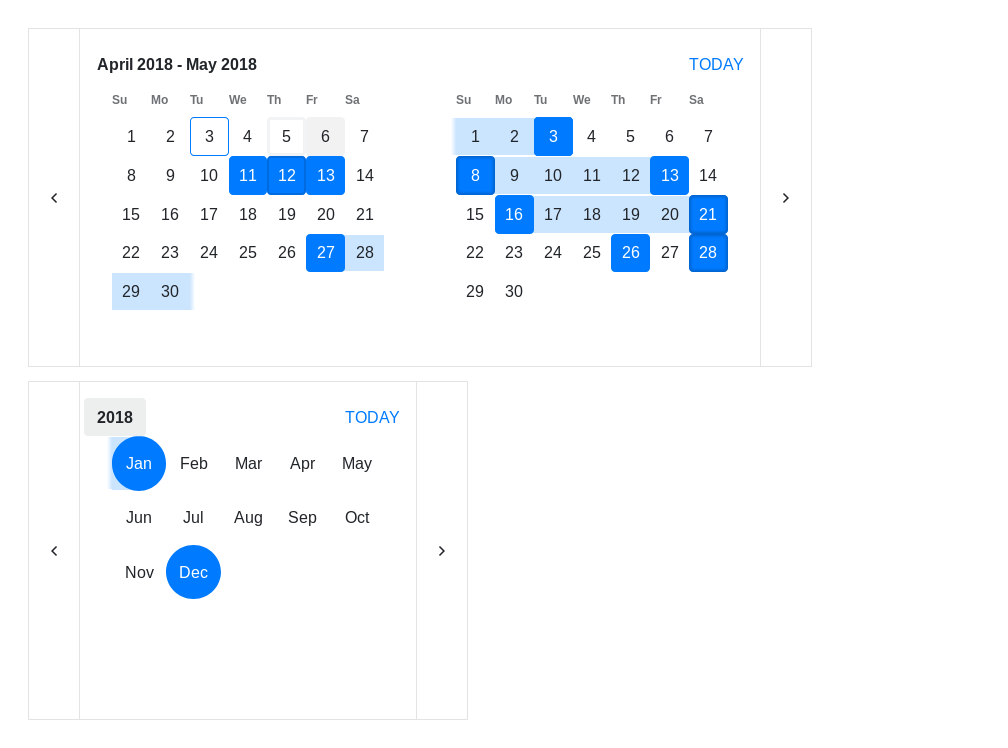 April 2018 - May 2018 TODAY
Su Mo Tu We Th Fr Sa
1 2 3 4 5 6 7
8 9 10 11 12 13 14
15 16 17 18 19 20 21
22 23 24 25 26 27 28
29 30
Su Mo Tu We Th Fr Sa
1 2 3 4 5 6 7
8 9 10 11 12 13 14
15 16 17 18 19 20 21
22 23 24 25 26 27 28
29 30
2018 TODAY
Jan Feb Mar Apr May
Jun Jul Aug Sep Oct
Nov Dec